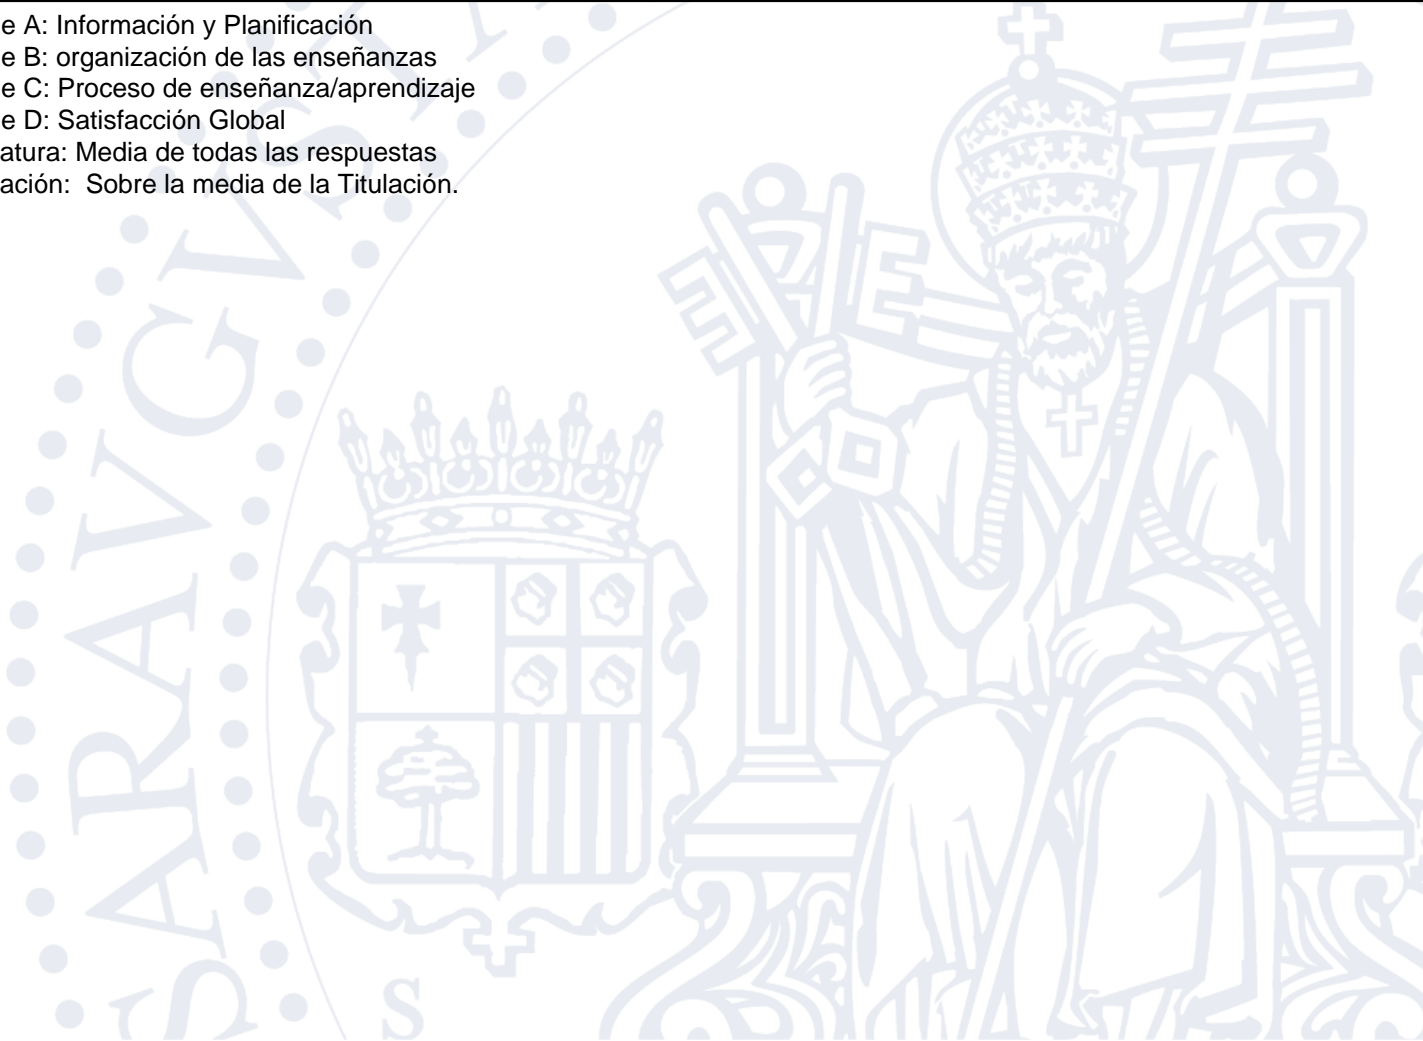 e A: Información y Planificación
e B: organización de las enseñanzas
e C: Proceso de enseñanza/aprendizaje
e D: Satisfacción Global
atura: Media de todas las respuestas
ación:  Sobre la media de la Titulación.
SARAVGVSTA
S